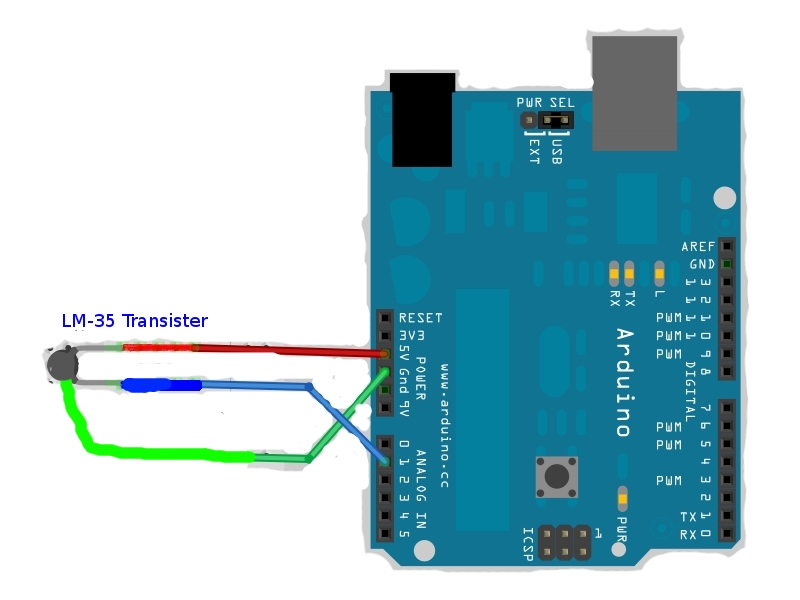 PWR SEL
EXT
USB
AREF
GND
RX
TX
L
13
12
PWM 11
PWM 10
PWM 9
8
DIGITAL
7
PWM 6
PWM 5
4
PWM 3
2
TX 1
RX 0
LM-35 Transister
RESET
3V3
5V
Gnd
9V
POWER
www.arduino.cc
Arduino
0
1
2
3
4
5
ANALOG IN
PWR
ICSP
1